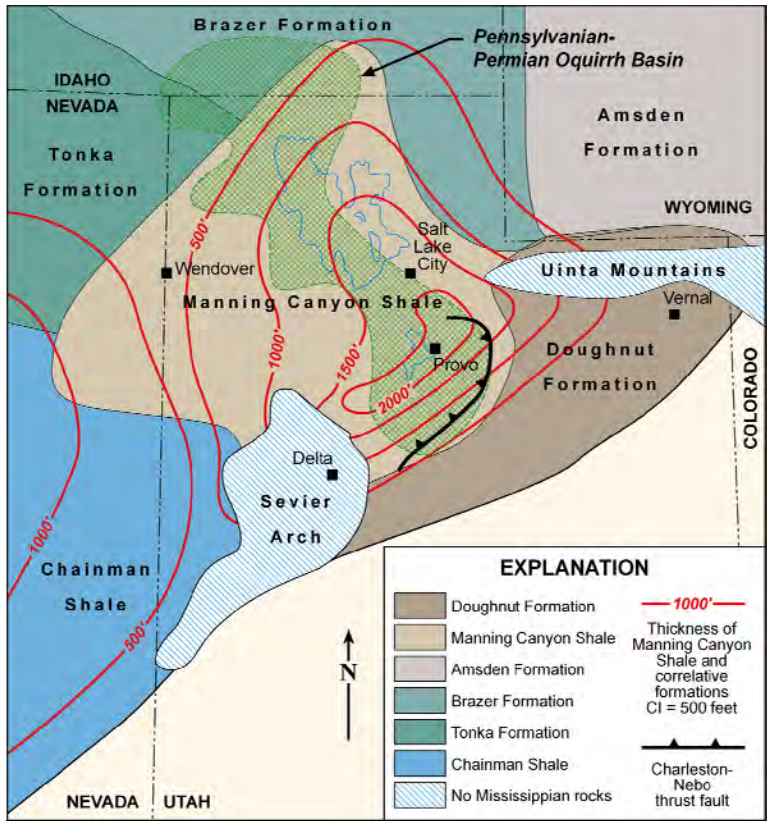 Brazer Formation
Pennsylvanian-
Permian Oquirrh Basin
IDAHO
NEVADA
Amsden
Formation
Tonka
Formation
WYOMING
500'
Salt
Lake
City
Wendover
Uinta Mountains
Manning Canyon Shale
Vernal
1000'
1500'
Provo
Doughnut
Formation
2000'
COLORADO
Delta
Sevier
Arch
1000'
Chainman
Shale
500'
N
NEVADA
UTAH
EXPLANATION
Doughnut Formation
Manning Canyon Shale
Amsden Formation
Brazer Formation
Tonka Formation
Chainman Shale
No Mississippian rocks
1000'
Thickness of
Manning Canyon
Shale and
correlative
formations
CI = 500 feet
Charleston-
Nebo
thrust fault